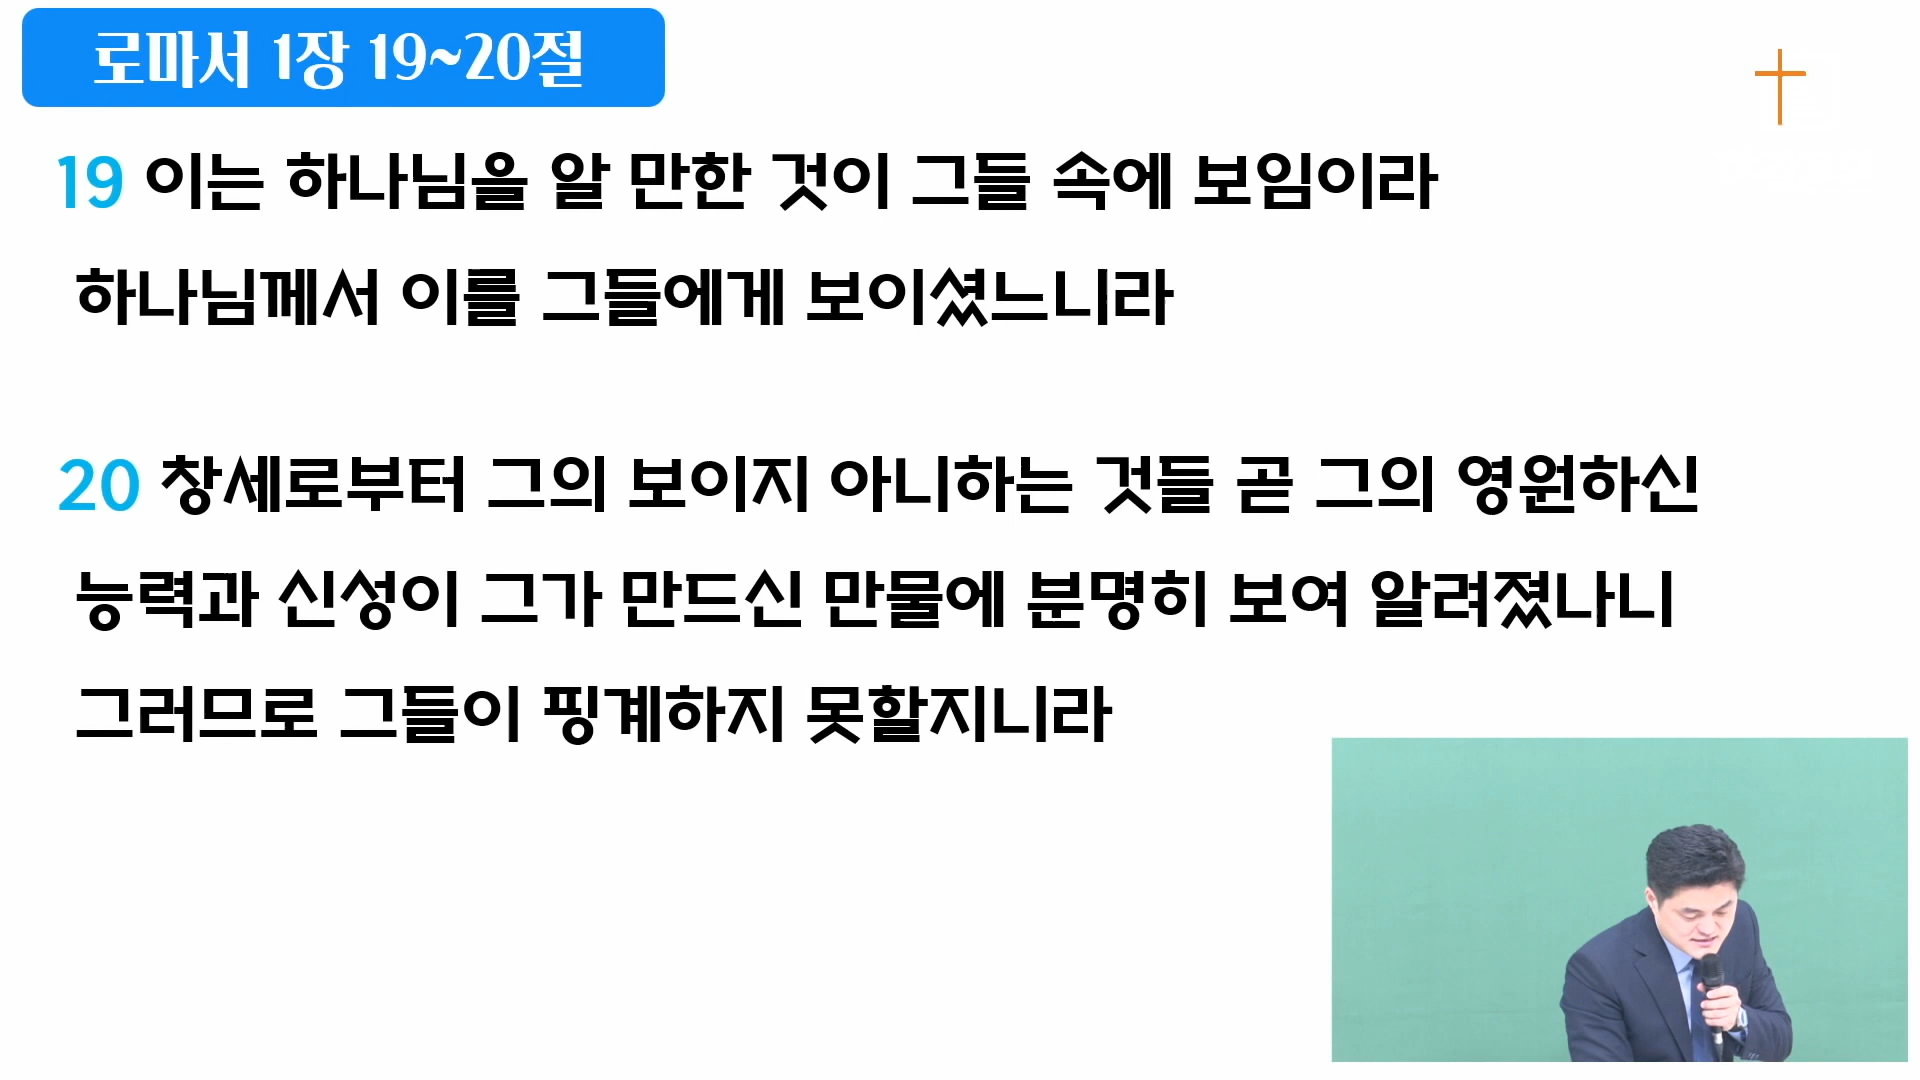 로마서 1장 19~20절
19 이는 하나님을 알 만한 것이 그들 속에 보임이라
하나님께서 이를 그들에게 보이셨느니라
20 창세로부터 그의 보이지 아니하는 것들 곧 그의 영원하신
능력과 신성이 그가 만드신 만물에 분명히 보여 알려졌나니
그러므로 그들이 핑계하지 못할지니라